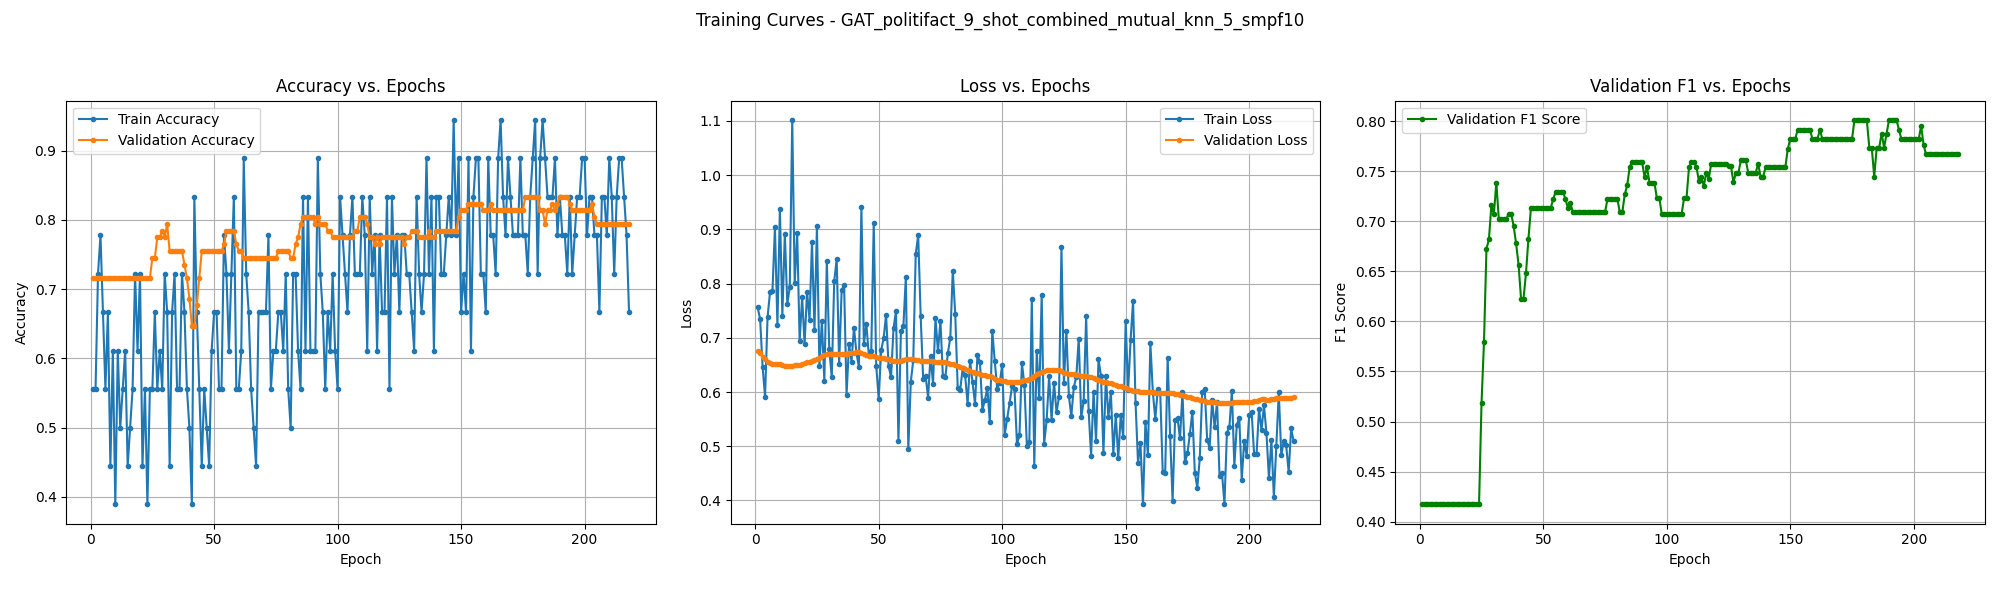 Training Curves - GAT_politifact_9_shot_combined_mutual_knn_5_smpf10
Accuracy vs. Epochs
Train Accuracy
Validation Accuracy
0.9
0.8
0.7
0.6
0.5
0.4
Accuracy
0
50
100
150
200
Epoch
Loss vs. Epochs
Train Loss
Validation Loss
1.1
1.0
0.9
0.8
0.7
0.6
0.5
0.4
Loss
0
50
100
150
200
Epoch
Validation F1 vs. Epochs
Validation F1 Score
0.80
0.75
0.70
0.65
0.60
0.55
0.50
0.45
0.40
F1 Score
0
50
100
150
200
Epoch